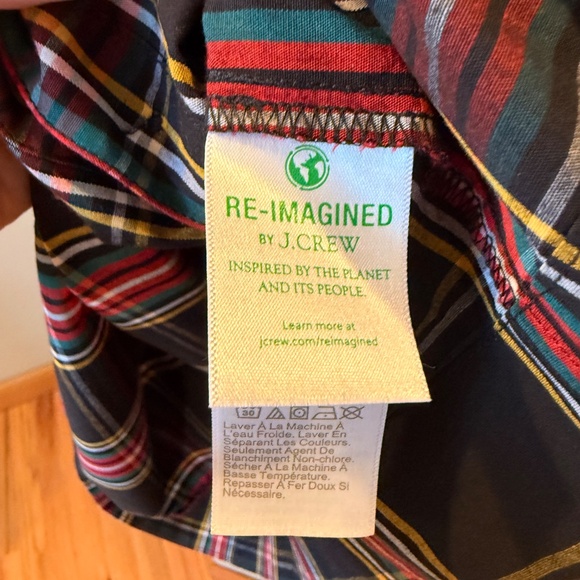 RE-IMAGINED
BY J.CREW
INSPIRED BY THE PLANET
AND ITS PEOPLE.
Learn more at
jcrew.com/reimagined
30
Laver À La Machine À
L'eau Froide. Laver En
Séparant Les Couleurs.
Seulement Agent De
Blanchiment Non-chlore.
Sécher À La Machine À
Basse Température.
Repasser À Fer Doux Si
Nécessaire.